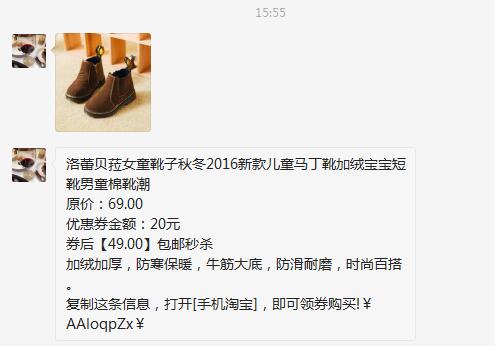 15:55
洛蕾贝菈女童靴子秋冬2016新款儿童马丁靴加绒宝宝短
靴男童棉靴潮
原价：69.00
优惠券金额：20元
券后【49.00】包邮秒杀
加绒加厚，防寒保暖，牛筋大底，防滑耐磨，时尚百搭
。
复制这条信息，打开[手机淘宝]，即可领券购买!￥
AAIoqpZx￥